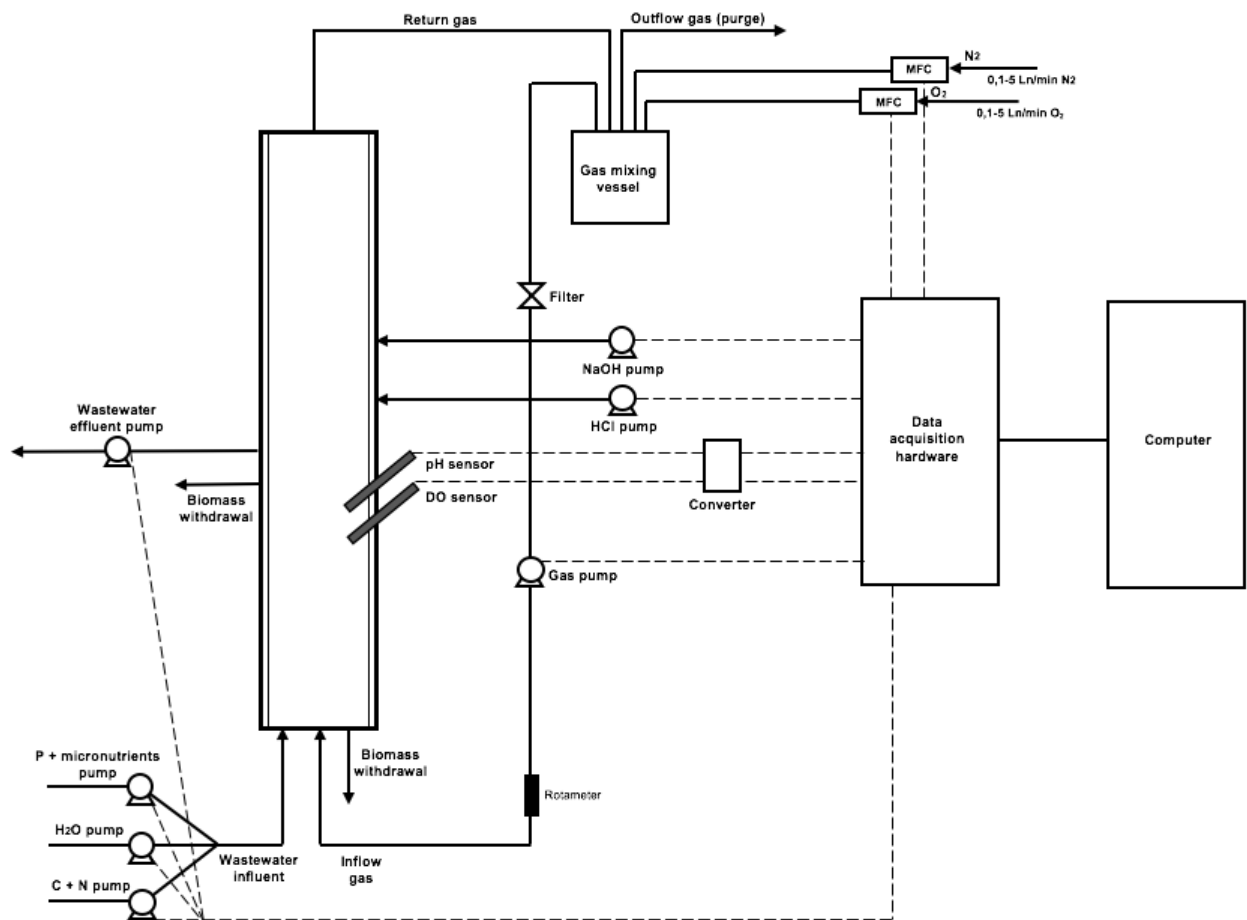 Return gas
Outflow gas (purge)
MFC
N2
0,1-5 Ln/min N2
MFC
O2
0,1-5 Ln/min O2
Gas mixing
vessel
Filter
NaOH pump
HCl pump
Wastewater
effluent pump
Data
acquisition
hardware
Computer
pH sensor
DO sensor
Converter
Biomass
withdrawal
Gas pump
P + micronutrients
pump
Biomass
withdrawal
Rotameter
H2O pump
Wastewater
influent
Inflow
gas
C + N pump